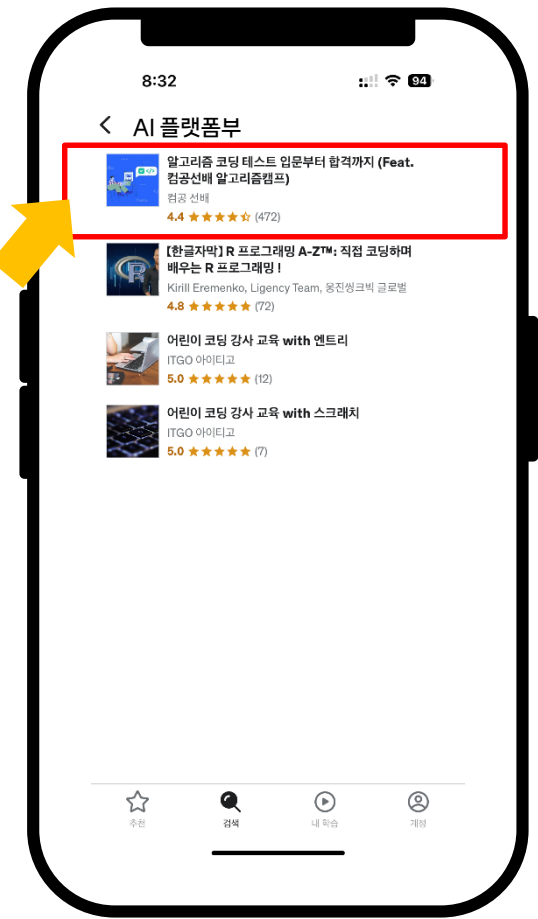 8:32
94
AI 플랫폼부
알고리즘 코딩 테스트 입문부터 합격까지 (Feat.
컴공선배 알고리즘캠프)
컴공 선배
4.4 ★★★★⯪ (472)
【한글자막】 R 프로그래밍 A-Z™: 직접 코딩하며
배우는 R 프로그래밍 !
Kirill Eremenko, Ligency Team, 웅진씽크빅 글로벌
4.8 ★★★★★ (72)
어린이 코딩 강사 교육 with 엔트리
ITGO 아이티고
5.0 ★★★★★ (12)
어린이 코딩 강사 교육 with 스크래치
ITGO 아이티고
5.0 ★★★★★ (7)
추천 검색 내 학습 계정